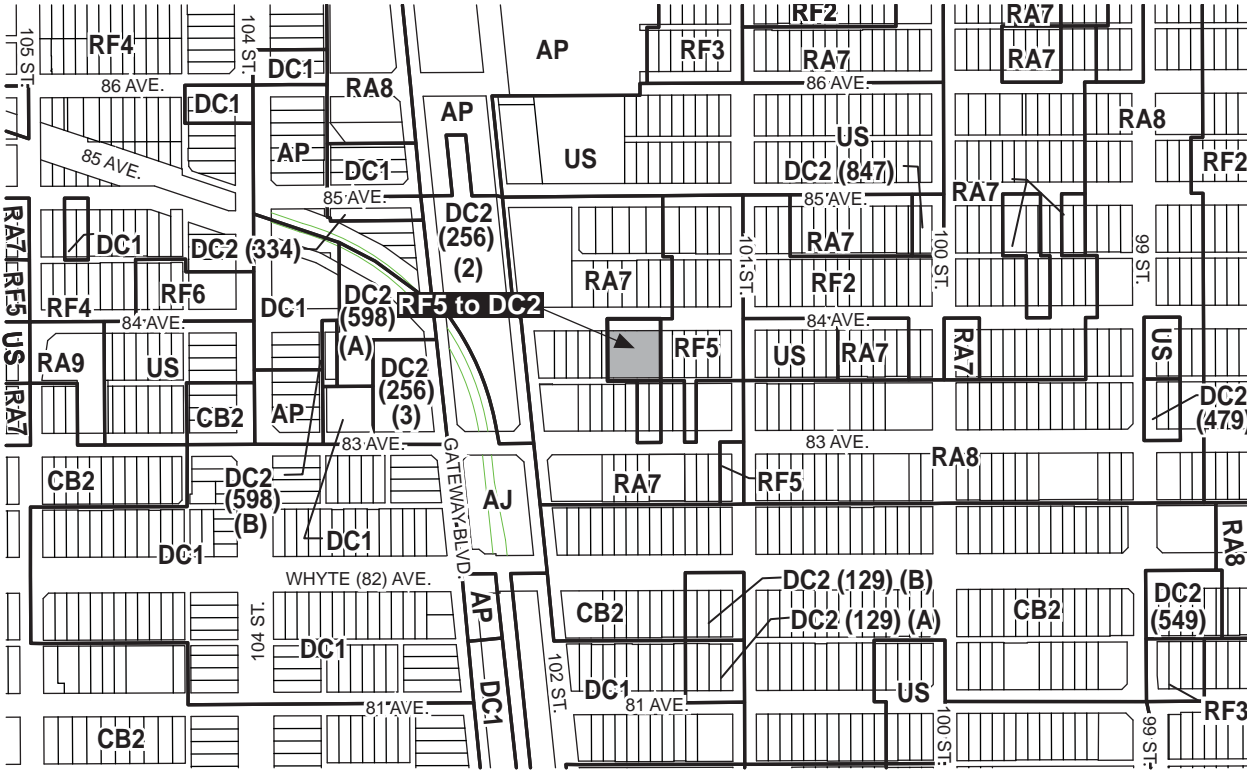 105 ST.
RF4
104 ST.
DC1
AP
RF2
RF3
RA7
RA7
RA7
86 AVE.
DC1
RA8
AP
86 AVE.
RA8
85 AVE.
AP
DC1
US
US
DC2 (847)
RF2
RA7
85 AVE.
85 AVE.
RA7
DC1
DC2 (334)
DC2
(256)
(2)
101 ST.
RA7
100 ST.
99 ST.
RF5
RF4
RF6
DC1
DC2
(598)
(A)
RA7
RF2
RF5 to DC2
84 AVE.
84 AVE.
US
RA9
US
RF5
US
RA7
RA7
US
RA7
CB2
AP
DC2
(256)
(3)
DC2
(479)
83 AVE.
83 AVE.
CB2
DC2
(598)
(B)
GATEWAY BLVD.
AJ
RA7
RF5
RA8
DC1
DC1
RA8
WHYTE (82) AVE.
104 ST.
DC1
AP
CB2
DC2 (129) (B)
DC2 (129) (A)
CB2
DC2
(549)
DC1
102 ST.
DC1
US
81 AVE.
81 AVE.
RF3
CB2
100 ST.
99 ST.